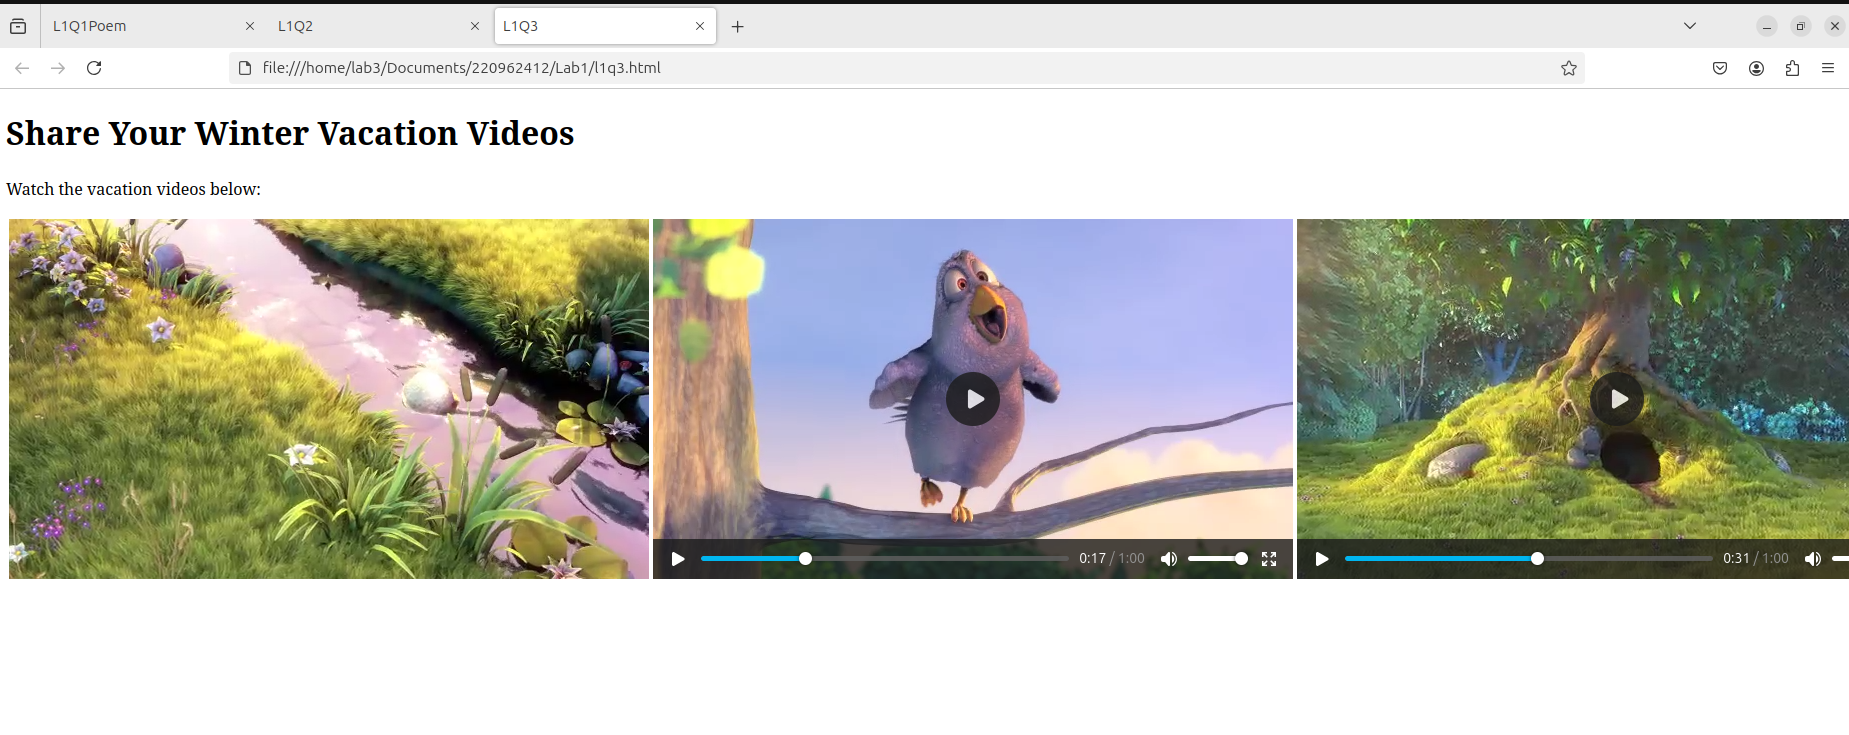 L1Q1Poem
L1Q2
L1Q3
file:///home/lab3/Documents/220962412/Lab1/l1q3.html
Share Your Winter Vacation Videos
Watch the vacation videos below:
0:17 / 1:00
0:31 / 1:00